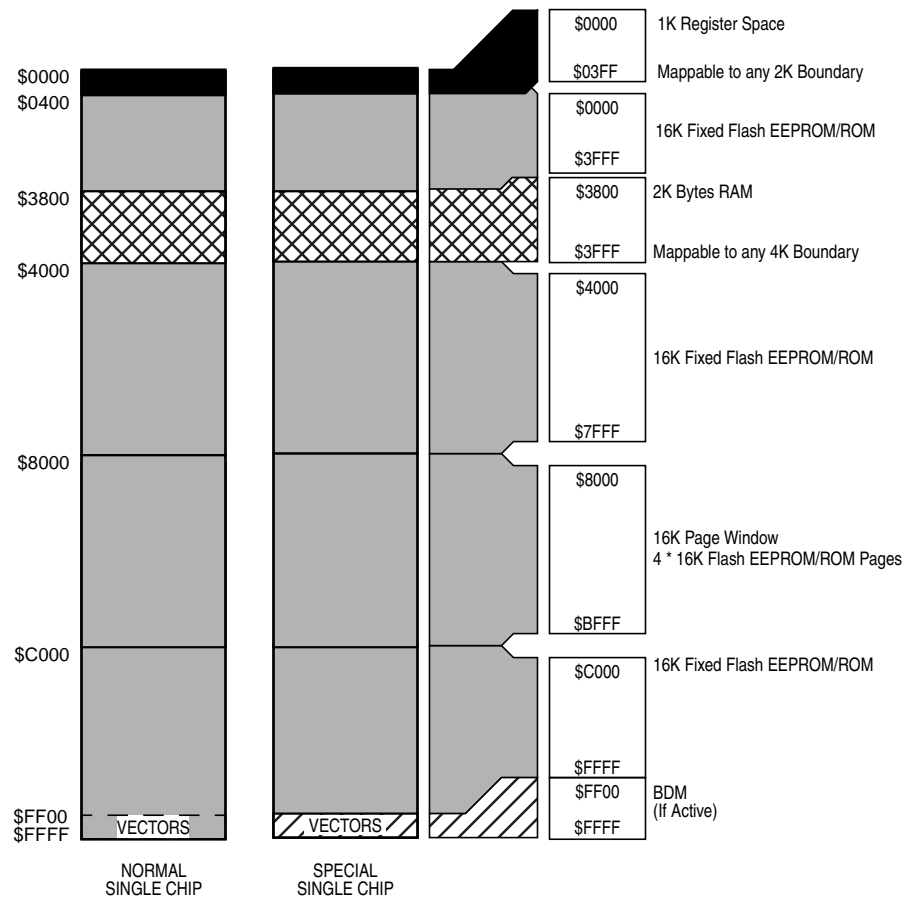 $0000
$0400
$3800
$4000
$8000
$C000
$FF00
$FFFF
VECTORS
NORMAL
SINGLE CHIP
VECTORS
SPECIAL
SINGLE CHIP
$0000
$03FF
1K Register Space
Mappable to any 2K Boundary
$0000
$3FFF
16K Fixed Flash EEPROM/ROM
$3800
$3FFF
2K Bytes RAM
Mappable to any 4K Boundary
$4000
$7FFF
16K Fixed Flash EEPROM/ROM
$8000
$BFFF
16K Page Window
4 * 16K Flash EEPROM/ROM Pages
$C000
$FFFF
16K Fixed Flash EEPROM/ROM
$FF00
$FFFF
BDM
(If Active)